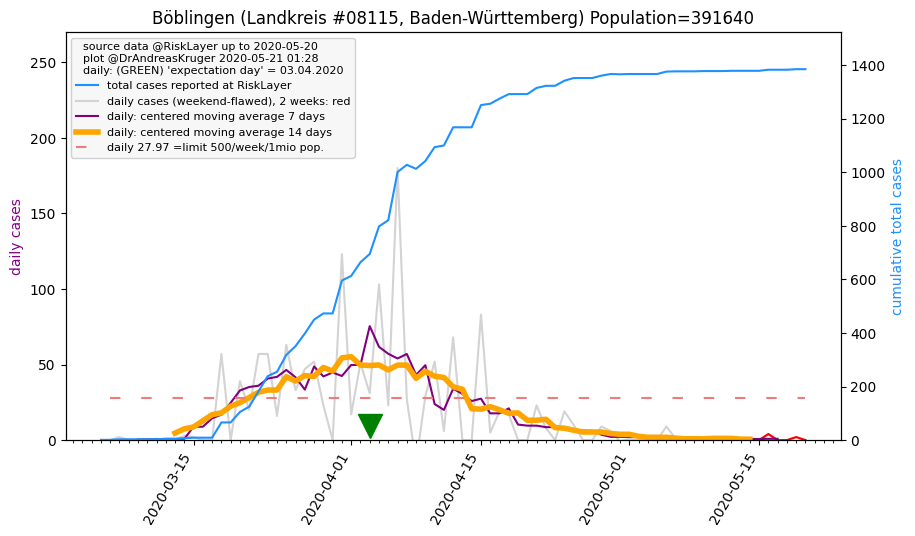 Böblingen (Landkreis #08115, Baden-Württemberg) Population=391640
source data @RiskLayer up to 2020-05-20
plot @DrAndreasKruger 2020-05-21 01:28
daily: (GREEN) 'expectation day' = 03.04.2020
total cases reported at RiskLayer
daily cases (weekend-flawed), 2 weeks: red
daily: centered moving average 7 days
daily: centered moving average 14 days
daily 27.97 =limit 500/week/1mio pop.
daily cases
250
200
150
100
50
0
cumulative total cases
1400
1200
1000
800
600
400
200
0
2020-03-15
2020-04-01
2020-04-15
2020-05-01
2020-05-15